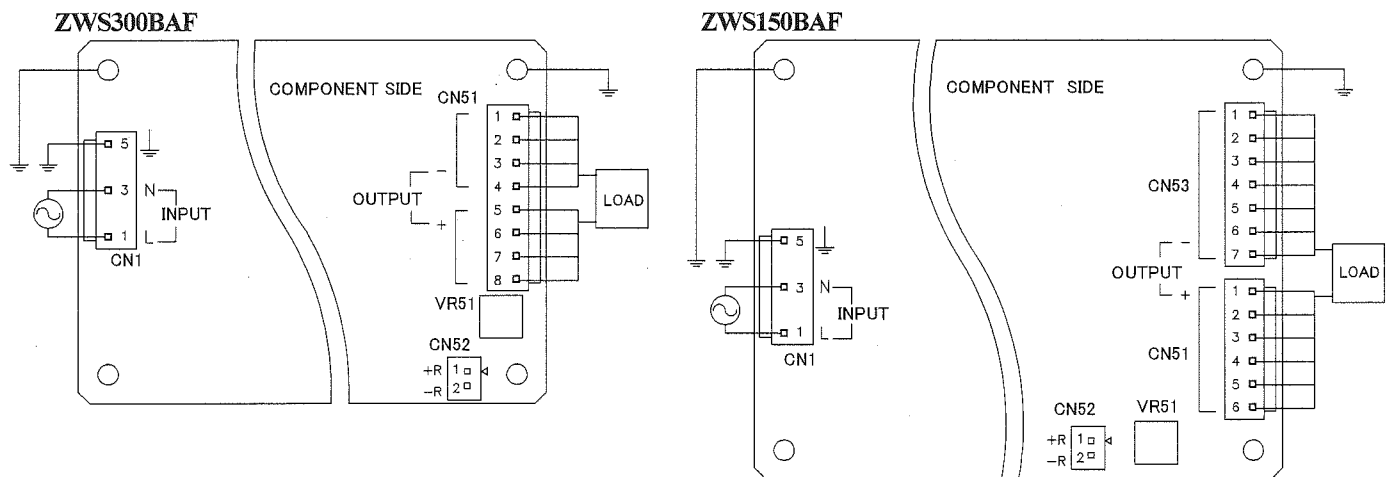 ZWS300BAF
COMPONENT SIDE
CN51
1
2
3
4
5
6
7
8
OUTPUT
-
+
LOAD
5
3
1
N
L
INPUT
CN1
VR51
CN52
+R
-R
1
2
ZWS150BAF
COMPONENT SIDE
CN53
1
2
3
4
5
6
7
OUTPUT
-
+
LOAD
CN51
1
2
3
4
5
6
5
3
1
N
L
INPUT
CN1
CN52
VR51
+R
-R
1
2